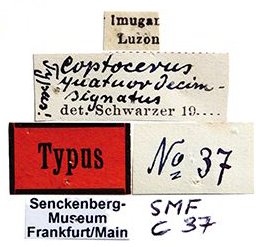 Imugan
Luzon
Typus!
Coptocerus
quatuordecim-
signatus
det. Schwarzer 19....
Typus
No 37
Senckenberg-
Museum
Frankfurt/Main
SMF
C 37